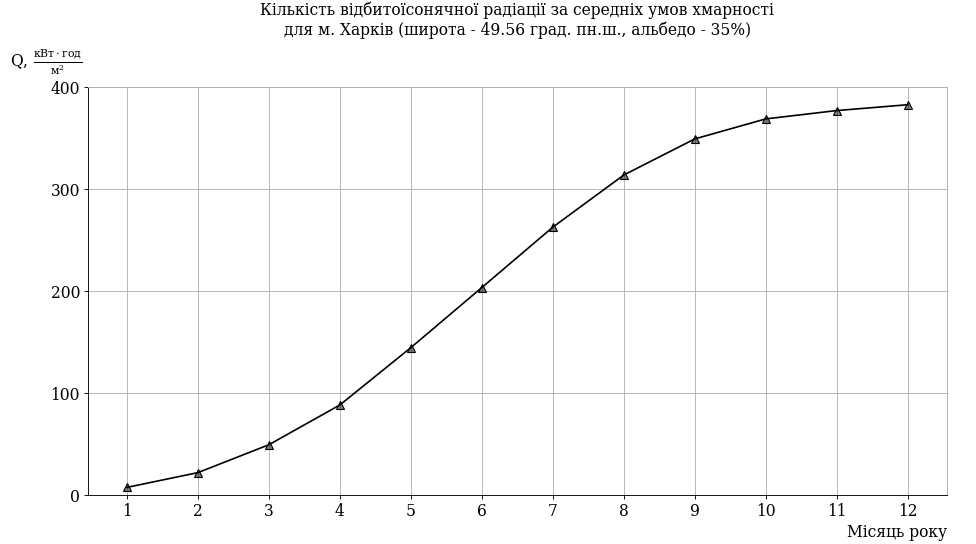 Кількість відбитоїсонячної радіації за середніх умов хмарності
для м. Харків (широта - 49.56 град. пн.ш., альбедо - 35%)
Q, кВт · год
м²
400
300
200
100
0
1 2 3 4 5 6 7 8 9 10 11 12
Місяць року